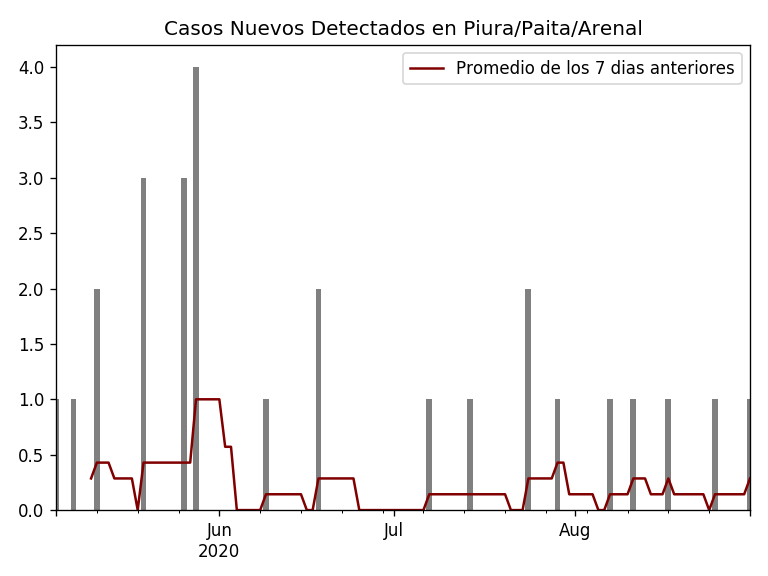 Casos Nuevos Detectados en Piura/Paita/Arenal
Promedio de los 7 dias anteriores
4.0
3.5
3.0
2.5
2.0
1.5
1.0
0.5
0.0
Jun
2020
Jul
Aug